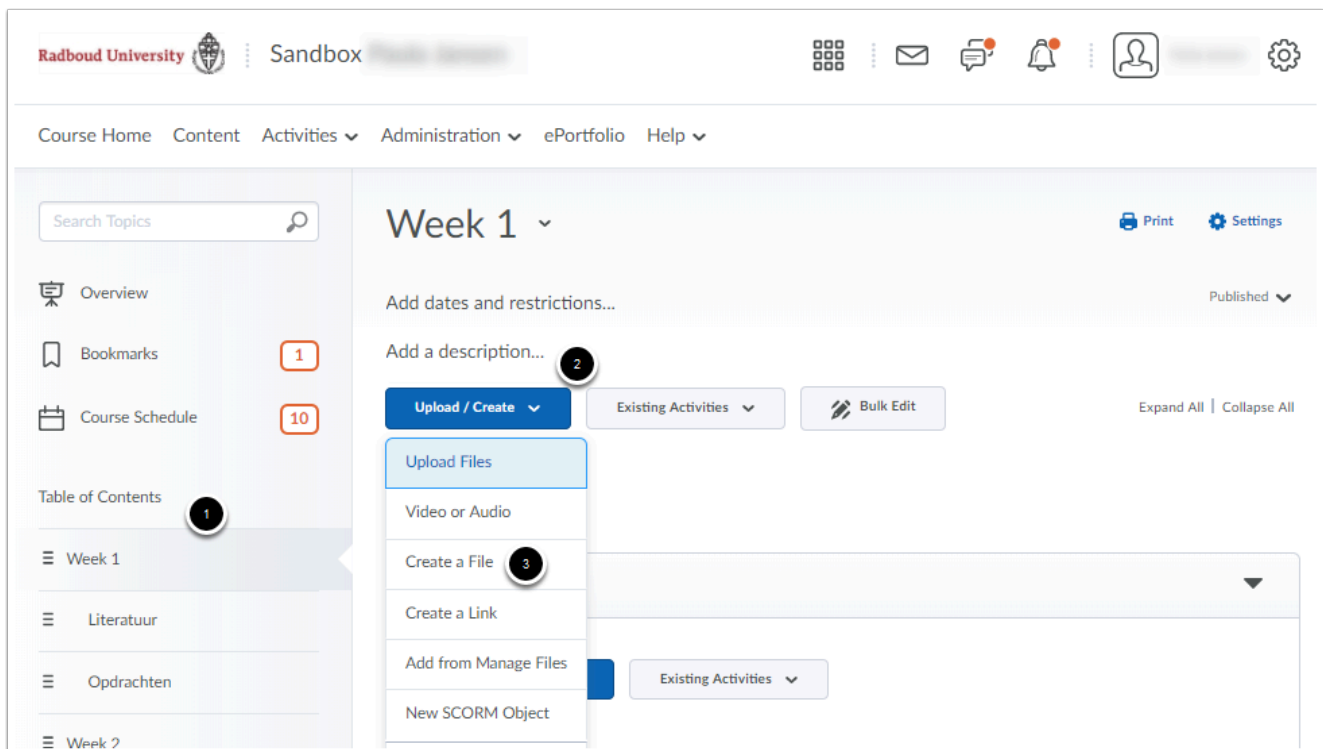 Radboud University
Sandbox
Course Home Content Activities Administration ePortfolio Help
Search Topics
Overview
Bookmarks 1
Course Schedule 10
Table of Contents
1
Week 1
Literatuur
Opdrachten
Week 2
Week 1
Print Settings
Add dates and restrictions...
Published
Add a description...
2
Upload / Create Existing Activities Bulk Edit
Expand All | Collapse All
Upload Files
Video or Audio
Create a File 3
Create a Link
Add from Manage Files
New SCORM Object
Existing Activities